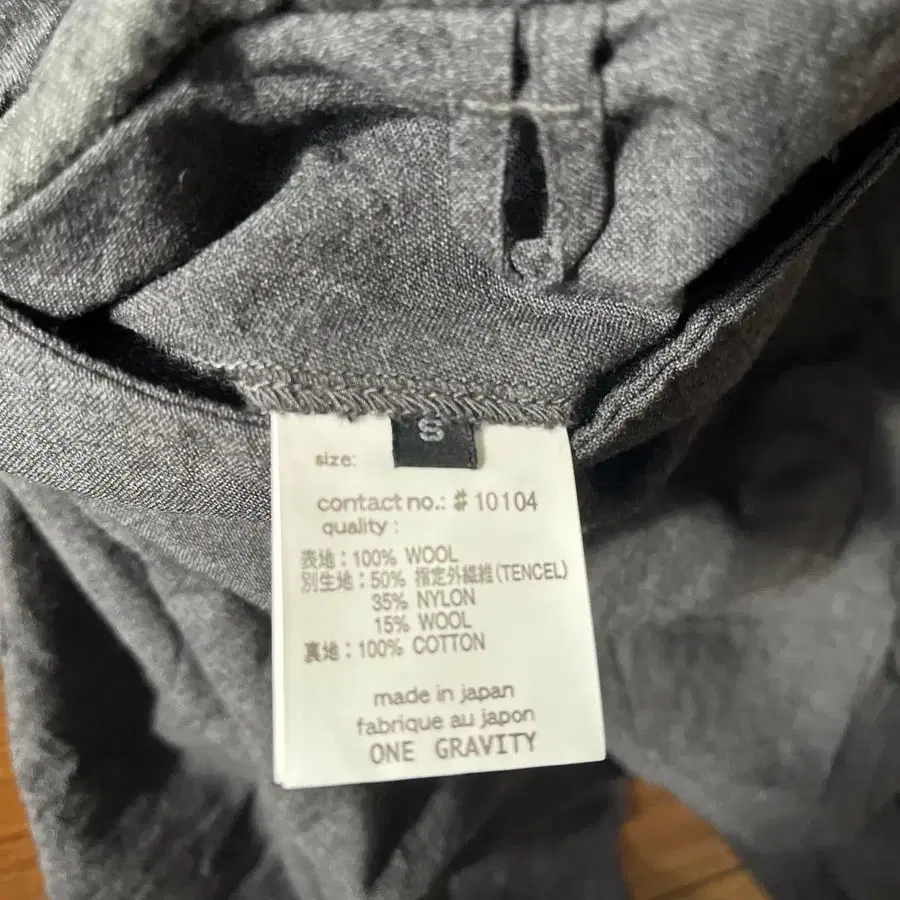 S
size:
contact no.: #10104
quality :
表地:100% WOOL
別生地:50% 指定外繊維(TENCEL)
35% NYLON
15% WOOL
裏地:100% COTTON
made in japan
fabrique au japon
ONE GRAVITY